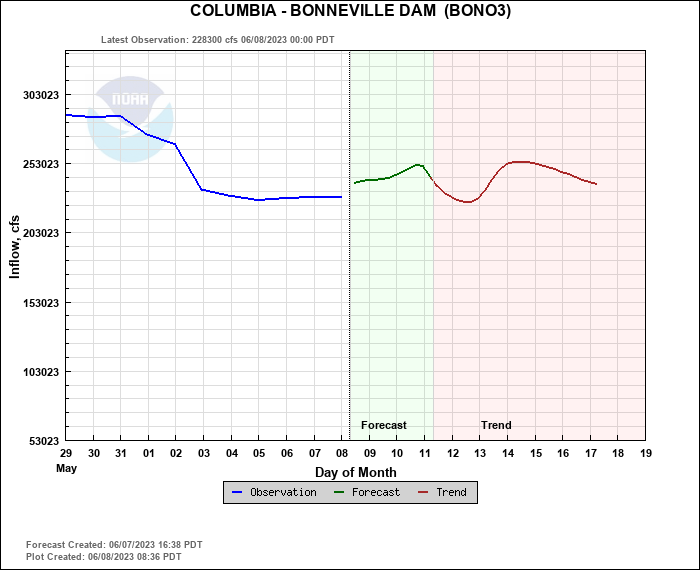 COLUMBIA - BONNEVILLE DAM (BONO3)
Latest Observation: 228300 cfs 06/08/2023 00:00 PDT
NOAA
303023
253023
203023
153023
103023
53023
Inflow, cfs
Forecast Trend
29 30 31 01 02 03 04 05 06 07 08 09 10 11 12 13 14 15 16 17 18 19
May
Day of Month
Observation Forecast Trend
Forecast Created: 06/07/2023 16:38 PDT
Plot Created: 06/08/2023 08:36 PDT